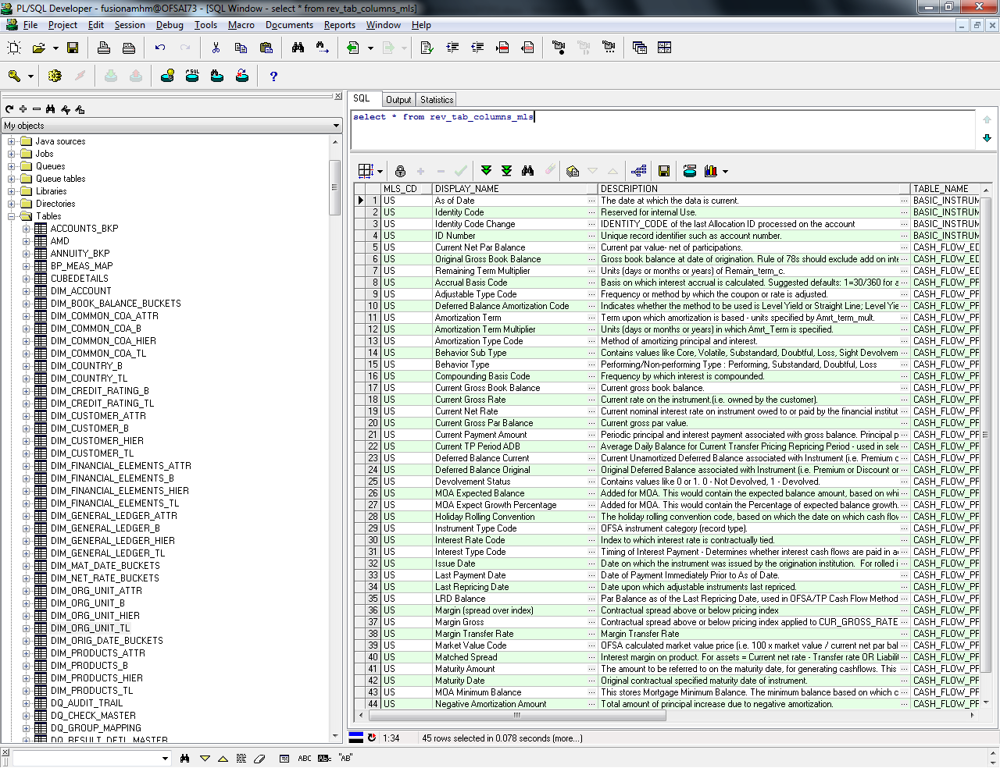 PL/SQL Developer - fusionamhm@OFSAI73 - [SQL Window - select * from rev_tab_columns_mls]
File Project Edit Session Debug Tools Macro Documents Reports Window Help
My objects
Java sources
Jobs
Queues
Queue tables
Libraries
Directories
Tables
ACCOUNTS_BKP
AMD
ANNUITY_BKP
BP_MEAS_MAP
CUBEDETAILS
DIM_ACCOUNT
DIM_BOOK_BALANCE_BUCKETS
DIM_COMMON_COA_ATTR
DIM_COMMON_COA_B
DIM_COMMON_COA_HIER
DIM_COMMON_COA_TL
DIM_COUNTRY_B
DIM_COUNTRY_TL
DIM_CREDIT_RATING_B
DIM_CREDIT_RATING_TL
DIM_CUSTOMER_ATTR
DIM_CUSTOMER_B
DIM_CUSTOMER_HIER
DIM_CUSTOMER_TL
DIM_FINANCIAL_ELEMENTS_ATTR
DIM_FINANCIAL_ELEMENTS_B
DIM_FINANCIAL_ELEMENTS_HIER
DIM_FINANCIAL_ELEMENTS_TL
DIM_GENERAL_LEDGER_ATTR
DIM_GENERAL_LEDGER_B
DIM_GENERAL_LEDGER_HIER
DIM_GENERAL_LEDGER_TL
DIM_MAT_DATE_BUCKETS
DIM_NET_RATE_BUCKETS
DIM_ORG_UNIT_ATTR
DIM_ORG_UNIT_B
DIM_ORG_UNIT_HIER
DIM_ORG_UNIT_TL
DIM_ORIG_DATE_BUCKETS
DIM_PRODUCTS_ATTR
DIM_PRODUCTS_B
DIM_PRODUCTS_HIER
DIM_PRODUCTS_TL
DQ_AUDIT_TRAIL
DQ_CHECK_MASTER
DQ_GROUP_MAPPING
DQ_RESULT_DETL_MASTER
SQL Output Statistics
select * from rev_tab_columns_mls
MLS_CD DISPLAY_NAME DESCRIPTION TABLE_NAME
1 US As of Date ... The date at which the data is current. ... BASIC_INSTRUM
2 US Identity Code ... Reserved for internal Use. ... BASIC_INSTRUM
3 US Identity Code Change ... IDENTITY_CODE of the last Allocation ID processed on the account ... BASIC_INSTRUM
4 US ID Number ... Unique record identifier such as account number. ... BASIC_INSTRUM
5 US Current Net Par Balance ... Current par value- net of participations. ... CASH_FLOW_ED
6 US Original Gross Book Balance ... Gross book balance at date of origination. Rule of 78s should exclude add on inte ... CASH_FLOW_ED
7 US Remaining Term Multiplier ... Units (days or months or years) of Remain_term_c. ... CASH_FLOW_ED
8 US Accrual Basis Code ... Basis on which interest accrual is calculated. Suggested defaults: 1=30/360 for a ... CASH_FLOW_PF
9 US Adjustable Type Code ... Frequency or method by which the coupon or rate is adjusted. ... CASH_FLOW_PF
10 US Deferred Balance Amortization Code ... Indicates whether the method to be used is Level Yield or Straight Line; Level Yie ... CASH_FLOW_PF
11 US Amortization Term ... Term upon which amortization is based - units specified by Amrt_term_mult. ... CASH_FLOW_PF
12 US Amortization Term Multiplier ... Units (days or months or years) in which Amrt_Term is specified. ... CASH_FLOW_PF
13 US Amortization Type Code ... Method of amortizing principal and interest. ... CASH_FLOW_PF
14 US Behavior Sub Type ... Contains values like Core, Volatile, Substandard, Doubtful, Loss, Sight Devolvem ... CASH_FLOW_PF
15 US Behavior Type ... Performing/Non-performing Type : Performing, Substandard, Doubtful, Loss ... CASH_FLOW_PF
16 US Compounding Basis Code ... Frequency by which interest is compounded. ... CASH_FLOW_PF
17 US Current Gross Book Balance ... Current gross book balance. ... CASH_FLOW_PF
18 US Current Gross Rate ... Current rate on the instrument.(i.e. owned by the customer). ... CASH_FLOW_PF
19 US Current Net Rate ... Current nominal interest rate on instrument owed to or paid by the financial institut ... CASH_FLOW_PF
20 US Current Gross Par Balance ... Current gross par value. ... CASH_FLOW_PF
21 US Current Payment Amount ... Periodic principal and interest payment associated with gross balance. Principal p ... CASH_FLOW_PF
22 US Current TP Period ADB ... Average Daily Balance for Current Transfer Pricing Repricing Period - used in sele ... CASH_FLOW_PF
23 US Deferred Balance Current ... Current Unamortized Deferred Balance associated with Instrument (i.e. Premium o ... CASH_FLOW_PF
24 US Deferred Balance Original ... Original Deferred Balance associated with Instrument (i.e. Premium or Discount or ... CASH_FLOW_PF
25 US Devolvement Status ... Contains values like 0 or 1. 0 - Not Devolved, 1 - Devolved. ... CASH_FLOW_PF
26 US MOA Expected Balance ... Added for MOA. This would contain the expected balance amount, based on whi ... CASH_FLOW_PF
27 US MOA Expect Growth Percentage ... Added for MOA. This would contain the Percentage of expected balance growth. ... CASH_FLOW_PF
28 US Holiday Rolling Convention ... The holiday rolling convention code, based on which the date on which cash flow ... CASH_FLOW_PF
29 US Instrument Type Code ... OFSA instrument category (record type). ... CASH_FLOW_PF
30 US Interest Rate Code ... Index to which interest rate is contractually tied. ... CASH_FLOW_PF
31 US Interest Type Code ... Timing of Interest Payment - Determines whether interest cash flows are paid in a ... CASH_FLOW_PF
32 US Issue Date ... Date on which the instrument was issued by the origination institution. For rolled i ... CASH_FLOW_PF
33 US Last Payment Date ... Date of Payment Immediately Prior to As of Date. ... CASH_FLOW_PF
34 US Last Repricing Date ... Date upon which adjustable instruments last repriced. ... CASH_FLOW_PF
35 US LRD Balance ... Par Balance as of the Last Repricing Date, used in OFSA/TP Cash Flow Method ... CASH_FLOW_PF
36 US Margin (spread over index) ... Contractual spread above or below pricing index ... CASH_FLOW_PF
37 US Margin Gross ... Contractual spread above or below pricing index applied to CUR_GROSS_RATE ... CASH_FLOW_PF
38 US Margin Transfer Rate ... Margin Transfer Rate ... CASH_FLOW_PF
39 US Market Value Code ... OFSA calculated market value price (i.e. 100 x market value / current net par bal ... CASH_FLOW_PF
40 US Matched Spread ... Interest margin on product. For assets = Current net rate - Transfer rate OR Liabilit ... CASH_FLOW_PF
41 US Maturity Amount ... The amount to be referred to on the maturity date, for generating cashflows. This ... CASH_FLOW_PF
42 US Maturity Date ... Original contractual specified maturity date of instrument. ... CASH_FLOW_PF
43 US MOA Minimum Balance ... This stores Mortgage Minimum Balance. The minimum balance based on which c ... CASH_FLOW_PF
44 US Negative Amortization Amount ... Total amount of principal increase due to negative amortization. ... CASH_FLOW_PF
1:34 45 rows selected in 0.078 seconds (more...)
ABC ABc "AB"